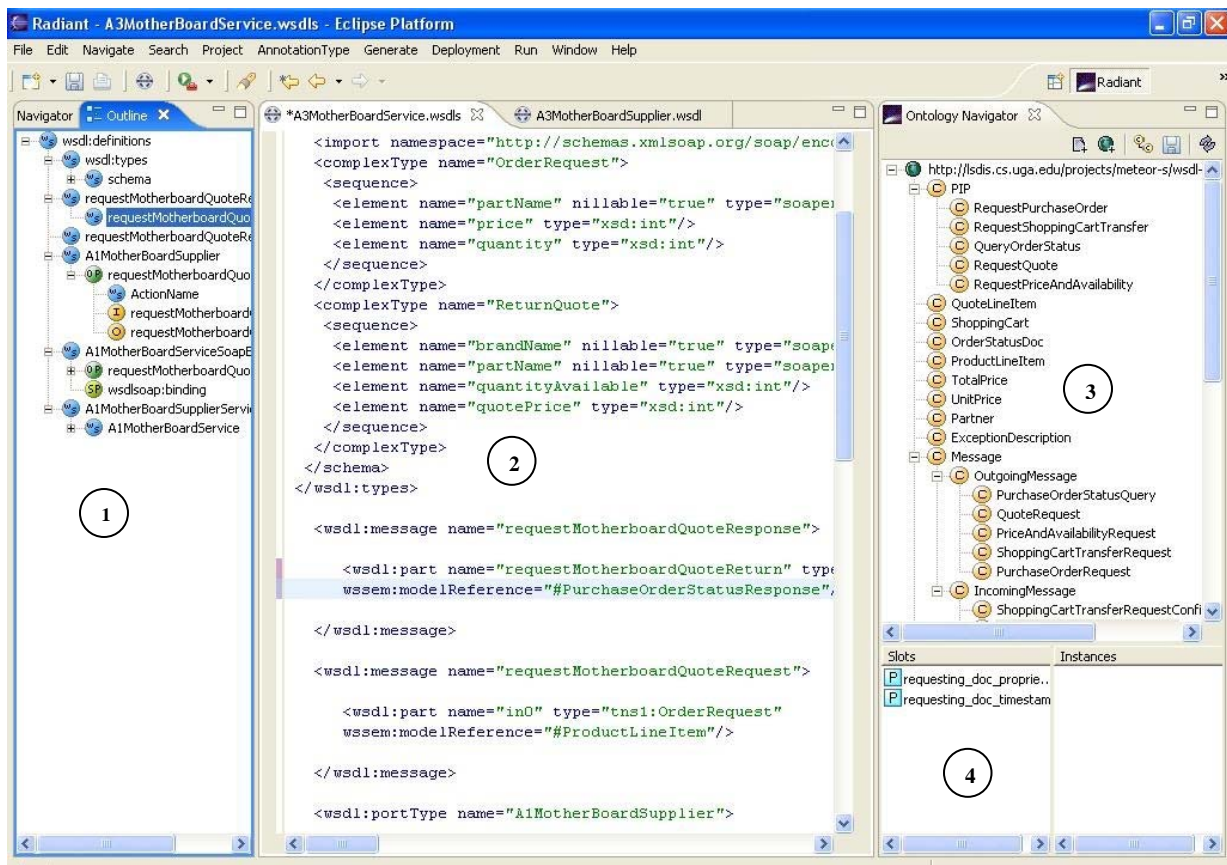 Radiant - A3MotherBoardService.wsdls - Eclipse Platform
File Edit Navigate Search Project AnnotationType Generate Deployment Run Window Help
Radiant
Navigator Outline
wsdl:definitions
wsdl:types
schema
requestMotherboardQuoteRe
requestMotherboardQuo
requestMotherboardQuoteRe
A1MotherBoardSupplier
requestMotherboardQuo
ActionName
requestMotherboard
requestMotherboard
A1MotherBoardServiceSoapB
requestMotherboardQuo
wsdlsoap:binding
A1MotherBoardSupplierServi
A1MotherBoardService
1
*A3MotherBoardService.wsdls A3MotherBoardSupplier.wsdl
<import namespace="http://schemas.xmlsoap.org/soap/enco
<complexType name="OrderRequest">
<sequence>
<element name="partName" nillable="true" type="soape
<element name="price" type="xsd:int"/>
<element name="quantity" type="xsd:int"/>
</sequence>
</complexType>
<complexType name="ReturnQuote">
<sequence>
<element name="brandName" nillable="true" type="soape
<element name="partName" nillable="true" type="soape
<element name="quantityAvailable" type="xsd:int"/>
<element name="quotePrice" type="xsd:int"/>
</sequence>
</complexType>
</schema>
</wsdl:types>
2
<wsdl:message name="requestMotherboardQuoteResponse">
<wsdl:part name="requestMotherboardQuoteReturn" type
wssem:modelReference="#PurchaseOrderStatusResponse"/
</wsdl:message>
<wsdl:message name="requestMotherboardQuoteRequest">
<wsdl:part name="in0" type="tns1:OrderRequest"
wssem:modelReference="#ProductLineItem"/>
</wsdl:message>
<wsdl:portType name="A1MotherBoardSupplier">
Ontology Navigator
http://lsdis.cs.uga.edu/projects/meteor-s/wsdl-
PIP
RequestPurchaseOrder
RequestShoppingCartTransfer
QueryOrderStatus
RequestQuote
RequestPriceAndAvailability
QuoteLineItem
ShoppingCart
OrderStatusDoc
ProductLineItem
TotalPrice
UnitPrice
Partner
ExceptionDescription
Message
OutgoingMessage
PurchaseOrderStatusQuery
QuoteRequest
PriceAndAvailabilityRequest
ShoppingCartTransferRequest
PurchaseOrderRequest
IncomingMessage
ShoppingCartTransferRequestConfi
3
Slots Instances
requesting_doc_proprie..
requesting_doc_timestam
4